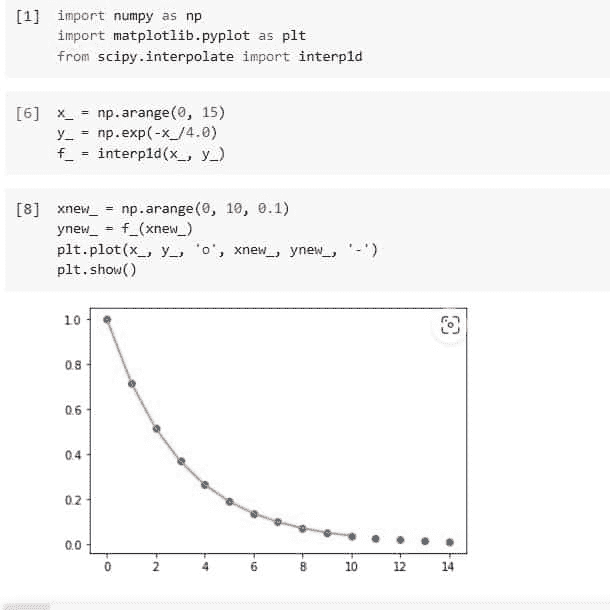 [1] import numpy as np
import matplotlib.pyplot as plt
from scipy.interpolate import interp1d
[6] x_ = np.arange(0, 15)
y_ = np.exp(-x_/4.0)
f_ = interp1d(x_, y_)
[8] xnew_ = np.arange(0, 10, 0.1)
ynew_ = f_(xnew_)
plt.plot(x_, y_, 'o', xnew_, ynew_, '-')
plt.show()
1.0
0.8
0.6
0.4
0.2
0.0
0 2 4 6 8 10 12 14